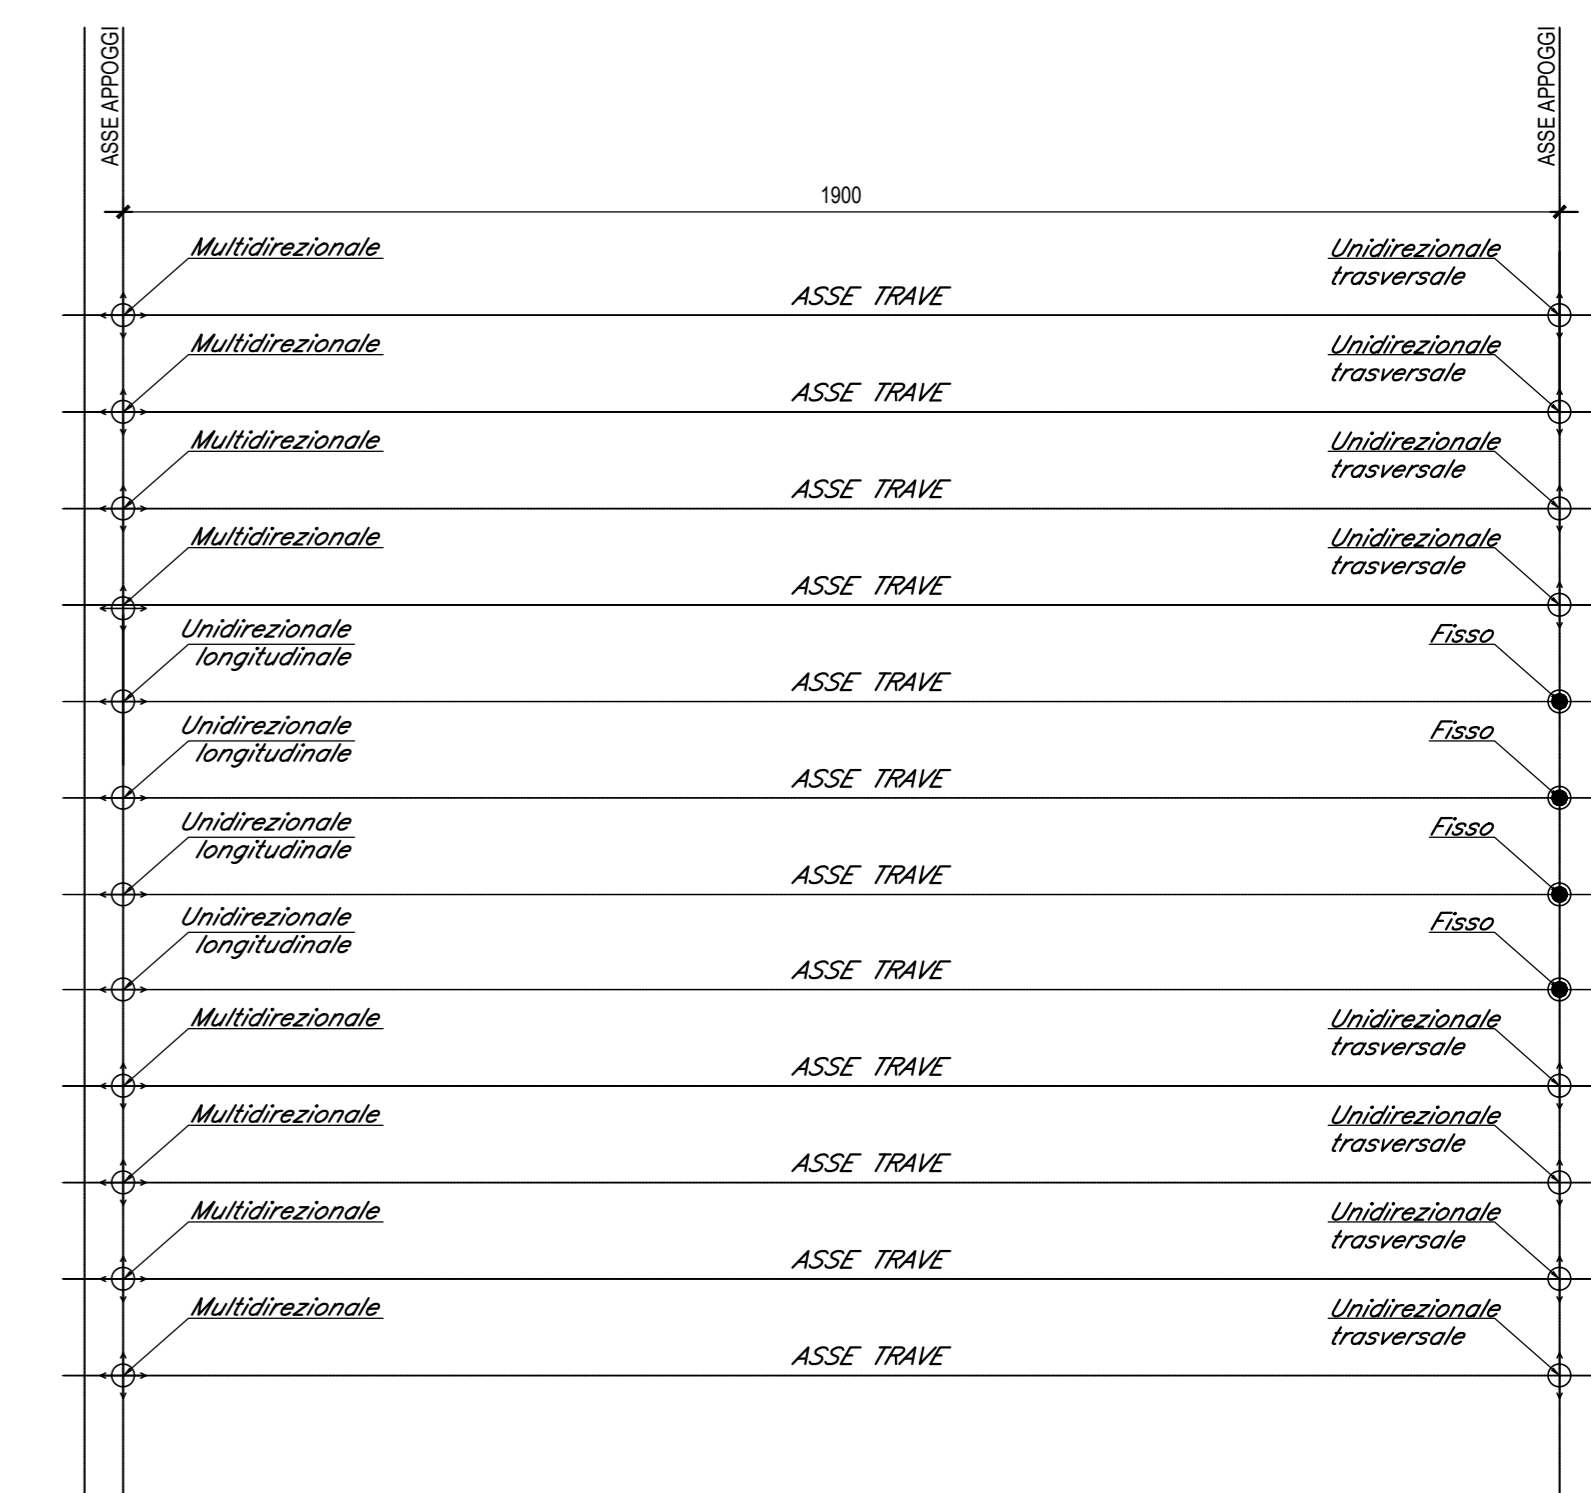 ASSE APPOGGI
ASSE APPOGGI
1900
Multidirezionale
Unidirezionale
trasversale
ASSE TRAVE
Multidirezionale
Unidirezionale
trasversale
ASSE TRAVE
Multidirezionale
Unidirezionale
trasversale
ASSE TRAVE
Multidirezionale
Unidirezionale
trasversale
ASSE TRAVE
Unidirezionale
longitudinale
Fisso
ASSE TRAVE
Unidirezionale
longitudinale
Fisso
ASSE TRAVE
Unidirezionale
longitudinale
Fisso
ASSE TRAVE
Unidirezionale
longitudinale
Fisso
ASSE TRAVE
Multidirezionale
Unidirezionale
trasversale
ASSE TRAVE
Multidirezionale
Unidirezionale
trasversale
ASSE TRAVE
Multidirezionale
Unidirezionale
trasversale
ASSE TRAVE
Multidirezionale
Unidirezionale
trasversale
ASSE TRAVE